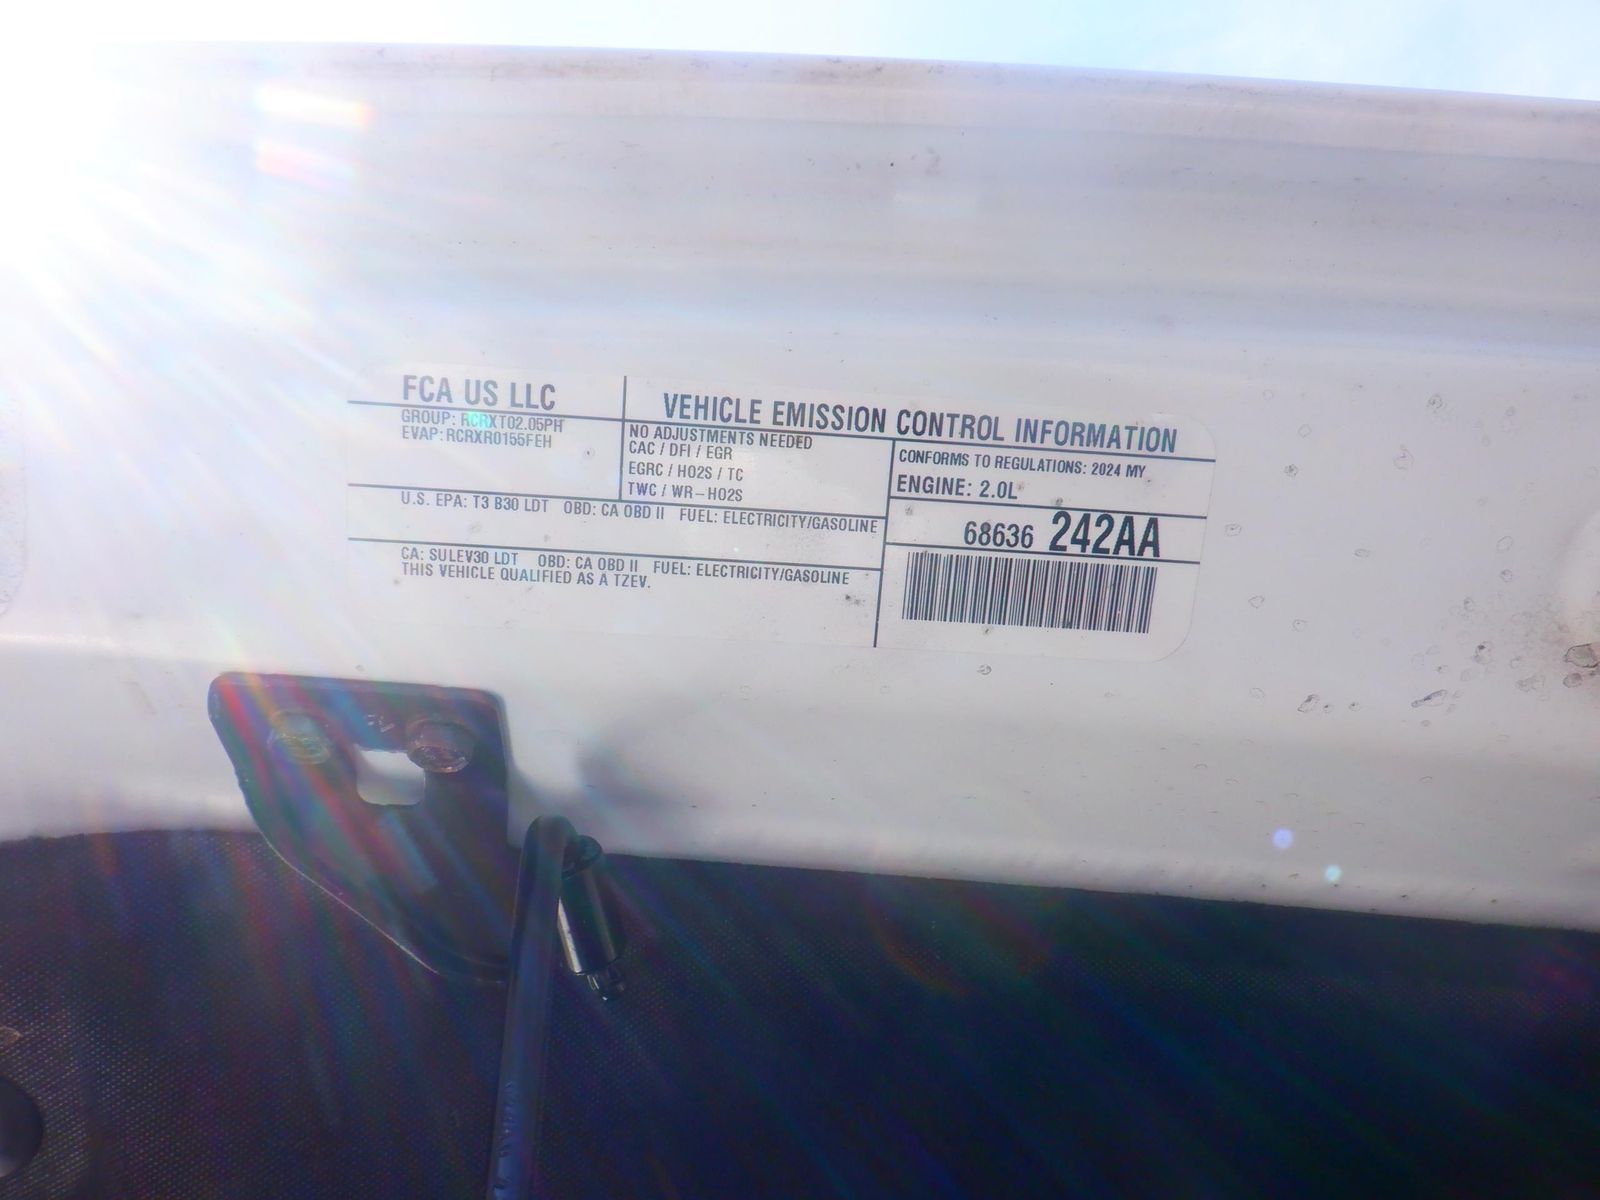 FCA US LLC
GROUP: RCRXT02.05PH
EVAP: RCRXR0155FEH
VEHICLE EMISSION CONTROL INFORMATION
NO ADJUSTMENTS NEEDED
CAC / DFI / EGR
EGRC / HO2S / TC
TWC / WR-HO2S
CONFORMS TO REGULATIONS: 2024 MY
ENGINE: 2.0L
U.S. EPA: T3 B30 LDT OBD: CA OBD II FUEL: ELECTRICITY/GASOLINE
68636 242AA
CA: SULEV30 LDT OBD: CA OBD II FUEL: ELECTRICITY/GASOLINE
THIS VEHICLE QUALIFIED AS A TZEV.